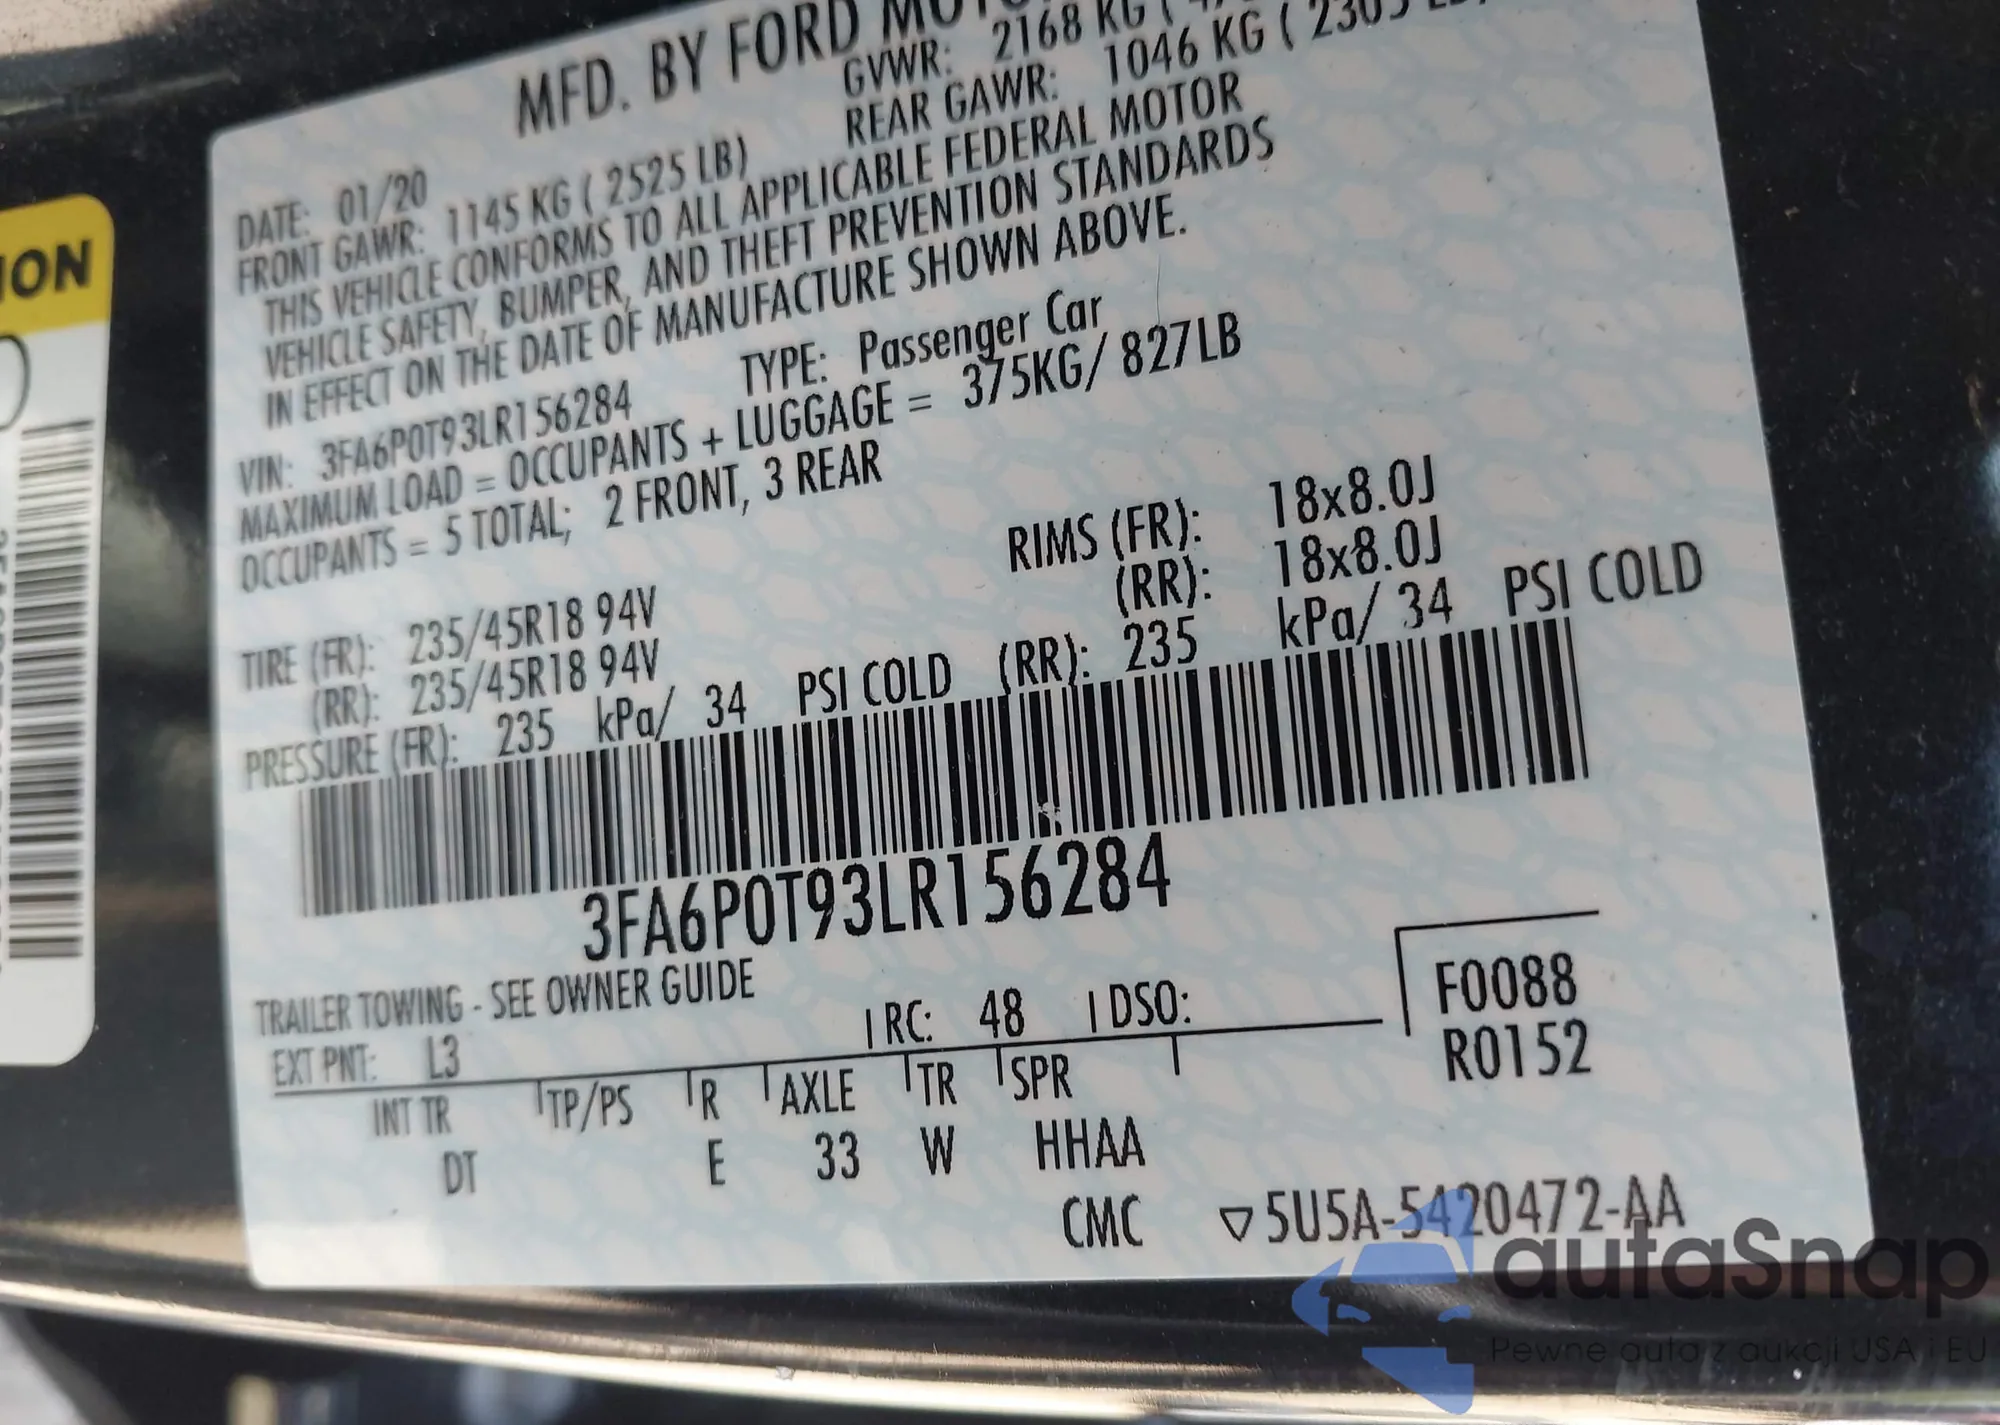 MFD. BY FORD
GVWR: 2168 KG (
DATE: 01/20
REAR GAWR: 1046 KG (
FRONT GAWR: 1145 KG ( 2525 LB)
THIS VEHICLE CONFORMS TO ALL APPLICABLE FEDERAL MOTOR
VEHICLE SAFETY, BUMPER, AND THEFT PREVENTION STANDARDS
IN EFFECT ON THE DATE OF MANUFACTURE SHOWN ABOVE.
VIN: 3FA6P0T93LR156284 TYPE: Passenger Car
MAXIMUM LOAD = OCCUPANTS + LUGGAGE = 375KG/ 827LB
OCCUPANTS = 5 TOTAL; 2 FRONT, 3 REAR
TIRE (FR): 235/45R18 94V RIMS (FR): 18x8.0J
(RR): 235/45R18 94V (RR): 18x8.0J
PRESSURE (FR): 235 kPa/ 34 PSI COLD (RR): 235 kPa/ 34 PSI COLD
3FA6P0T93LR156284
TRAILER TOWING - SEE OWNER GUIDE
EXT PNT: L3 RC: 48 DSO:
F0088
R0152
INT TR TP/PS R AXLE TR SPR
DT E 33 W HHAA
CMC 5U5A-5420472-AA
ION
autaSnap
Pewne auta z aukcji USA i EU